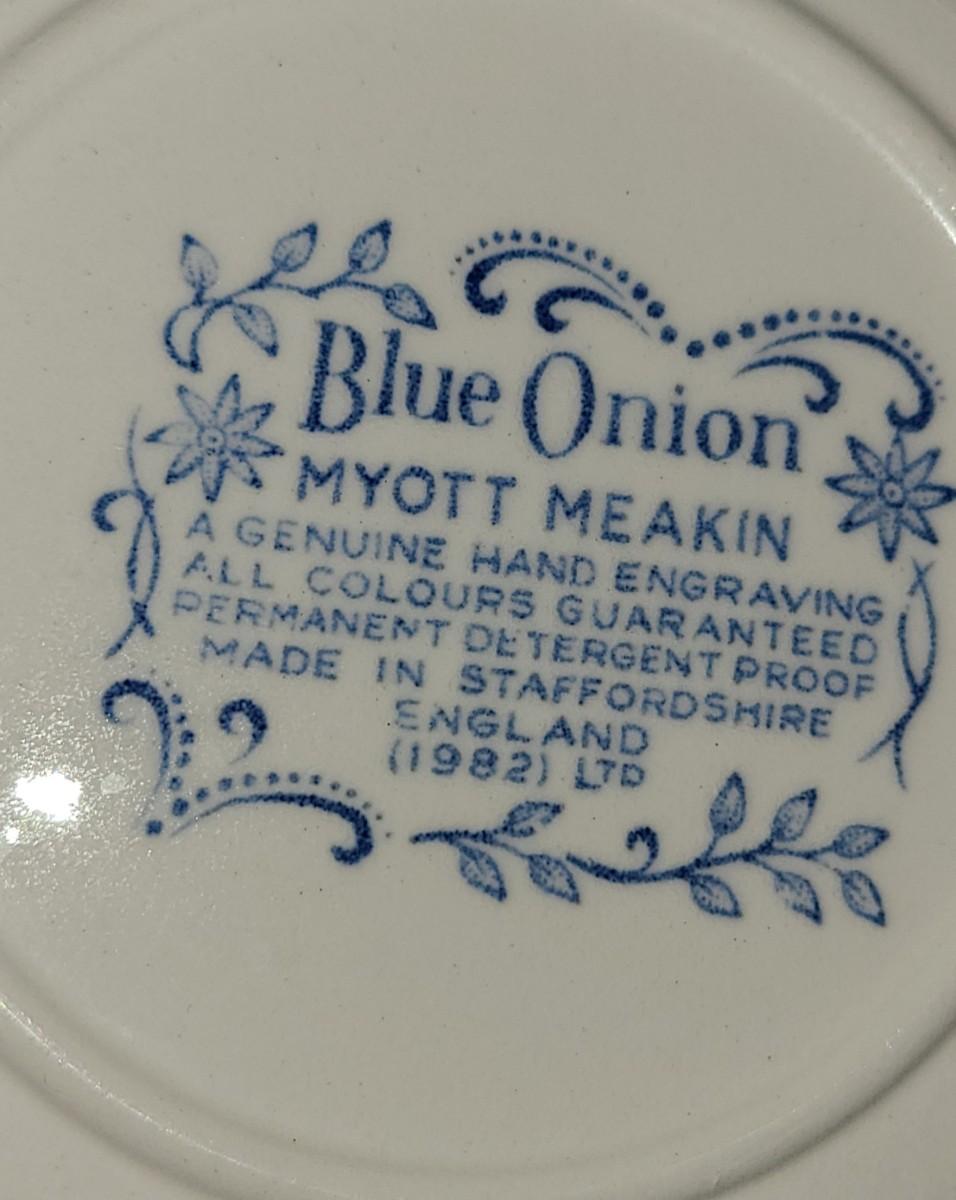 Blue Onion
MYOTT MEAKIN
A GENUINE HAND ENGRAVING
ALL COLOURS GUARANTEED
PERMANENT DETERGENT PROOF
MADE IN STAFFORDSHIRE
ENGLAND
(1982) LTD